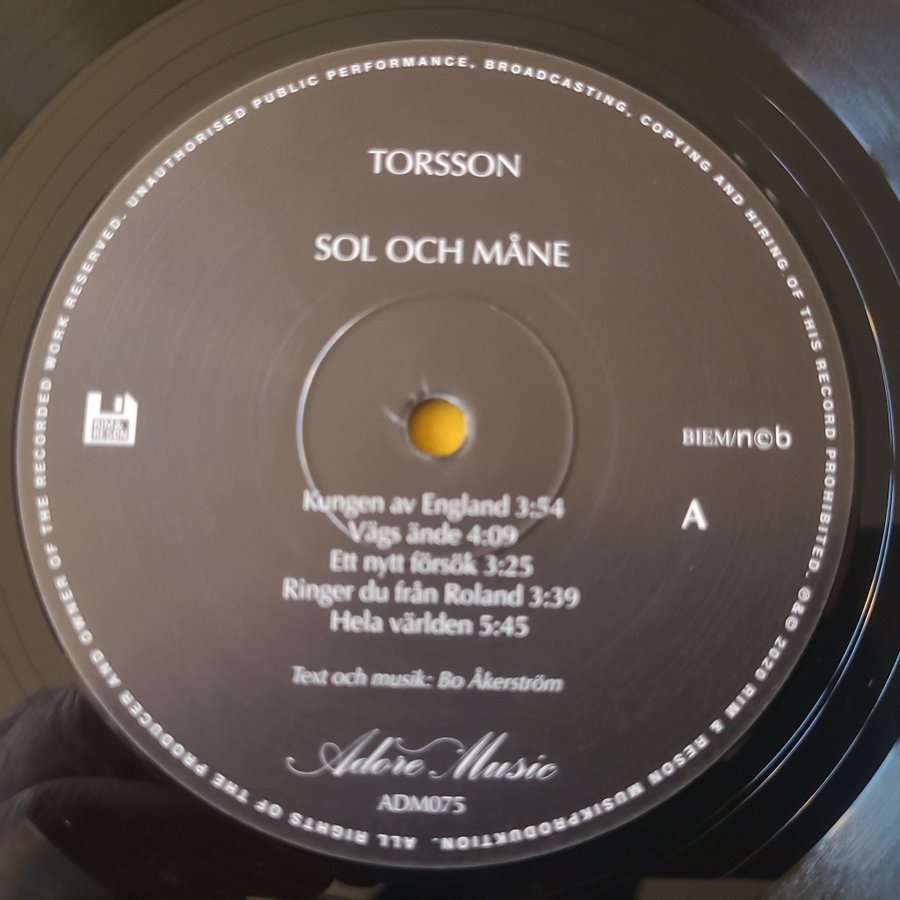 TORSSON
SOL OCH MÅNE
RIM &
RESON
BIEM/n©b
A
Kungen av England 3:54
Vägs ände 4:09
Ett nytt försök 3:25
Ringer du från Roland 3:39
Hela världen 5:45
Text och musik: Bo Åkerström
Adore Music
ADM075
ALL RIGHTS OF THE PRODUCER AND OWNER OF THE RECORDED WORK RESERVED. UNAUTHORISED PUBLIC PERFORMANCE, BROADCASTING, COPYING AND HIRING OF THIS RECORD PROHIBITED. ℗&© 2020 RIM & RESON MUSIKPRODUKTION.